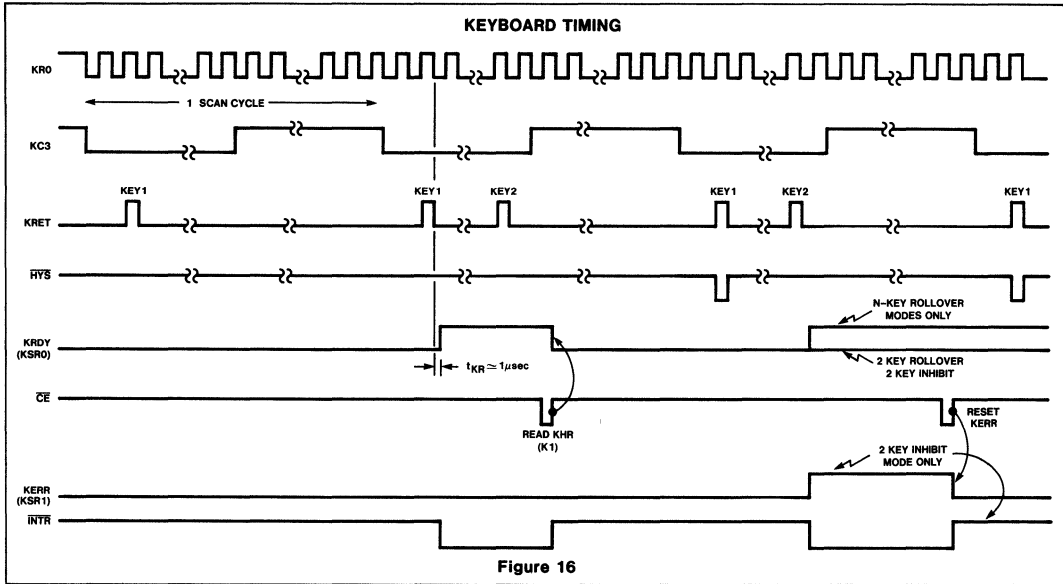 KEYBOARD TIMING
KR0
1 SCAN CYCLE
KC3
KEY1 KEY1 KEY2 KEY1 KEY2 KEY1
KRET
HYS
N-KEY ROLLOVER
MODES ONLY
KRDY
(KSR0)
2 KEY ROLLOVER
2 KEY INHIBIT
tKR ≃ 1μsec
CE
READ KHR
(K1)
RESET
KERR
2 KEY INHIBIT
MODE ONLY
KERR
(KSR1)
INTR
Figure 16